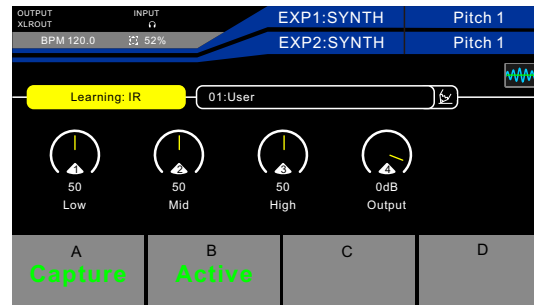 OUTPUT
XLROUT
INPUT
BPM 120.0
52%
EXP1:SYNTH
Pitch 1
EXP2:SYNTH
Pitch 1
Learning: IR
01:User
1
2
3
4
50
50
50
0dB
Low
Mid
High
Output
A
B
C
D
Capture
Active